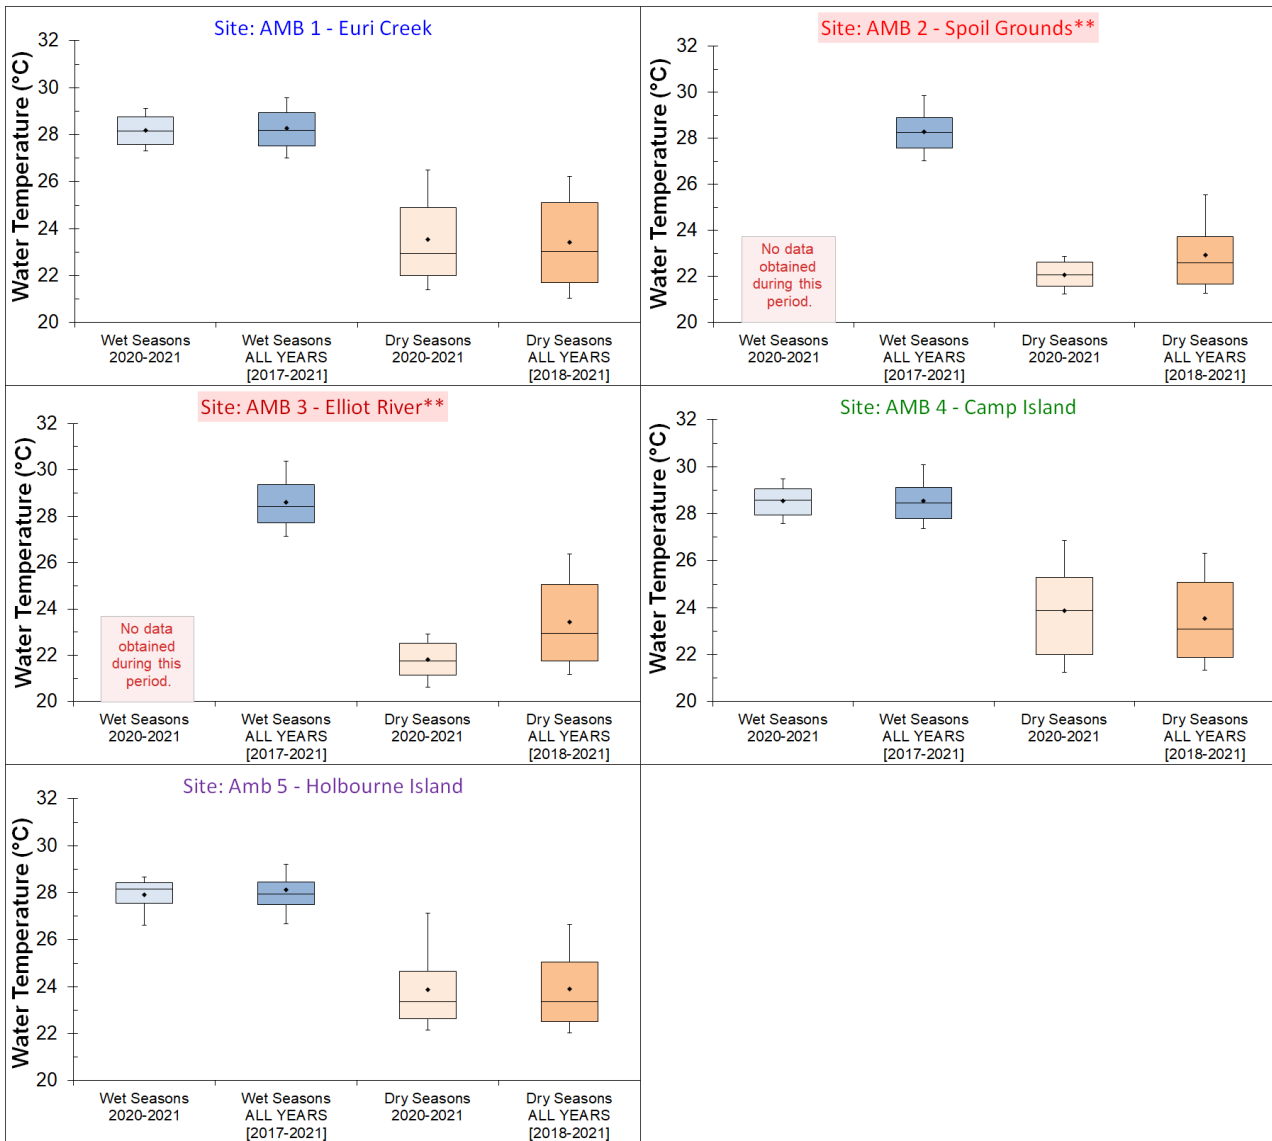 Site: AMB 1 - Euri Creek
Water Temperature (°C)
32
30
28
26
24
22
20
Wet Seasons
2020-2021
Wet Seasons
ALL YEARS
[2017-2021]
Dry Seasons
2020-2021
Dry Seasons
ALL YEARS
[2018-2021]
Site: AMB 2 - Spoil Grounds**
Water Temperature (°C)
32
30
28
26
24
22
20
No data
obtained
during this
period.
Wet Seasons
2020-2021
Wet Seasons
ALL YEARS
[2017-2021]
Dry Seasons
2020-2021
Dry Seasons
ALL YEARS
[2018-2021]
Site: AMB 3 - Elliot River**
Water Temperature (°C)
32
30
28
26
24
22
20
No data
obtained
during this
period.
Wet Seasons
2020-2021
Wet Seasons
ALL YEARS
[2017-2021]
Dry Seasons
2020-2021
Dry Seasons
ALL YEARS
[2018-2021]
Site: AMB 4 - Camp Island
Water Temperature (°C)
32
30
28
26
24
22
20
Wet Seasons
2020-2021
Wet Seasons
ALL YEARS
[2017-2021]
Dry Seasons
2020-2021
Dry Seasons
ALL YEARS
[2018-2021]
Site: Amb 5 - Holbourne Island
Water Temperature (°C)
32
30
28
26
24
22
20
Wet Seasons
2020-2021
Wet Seasons
ALL YEARS
[2017-2021]
Dry Seasons
2020-2021
Dry Seasons
ALL YEARS
[2018-2021]